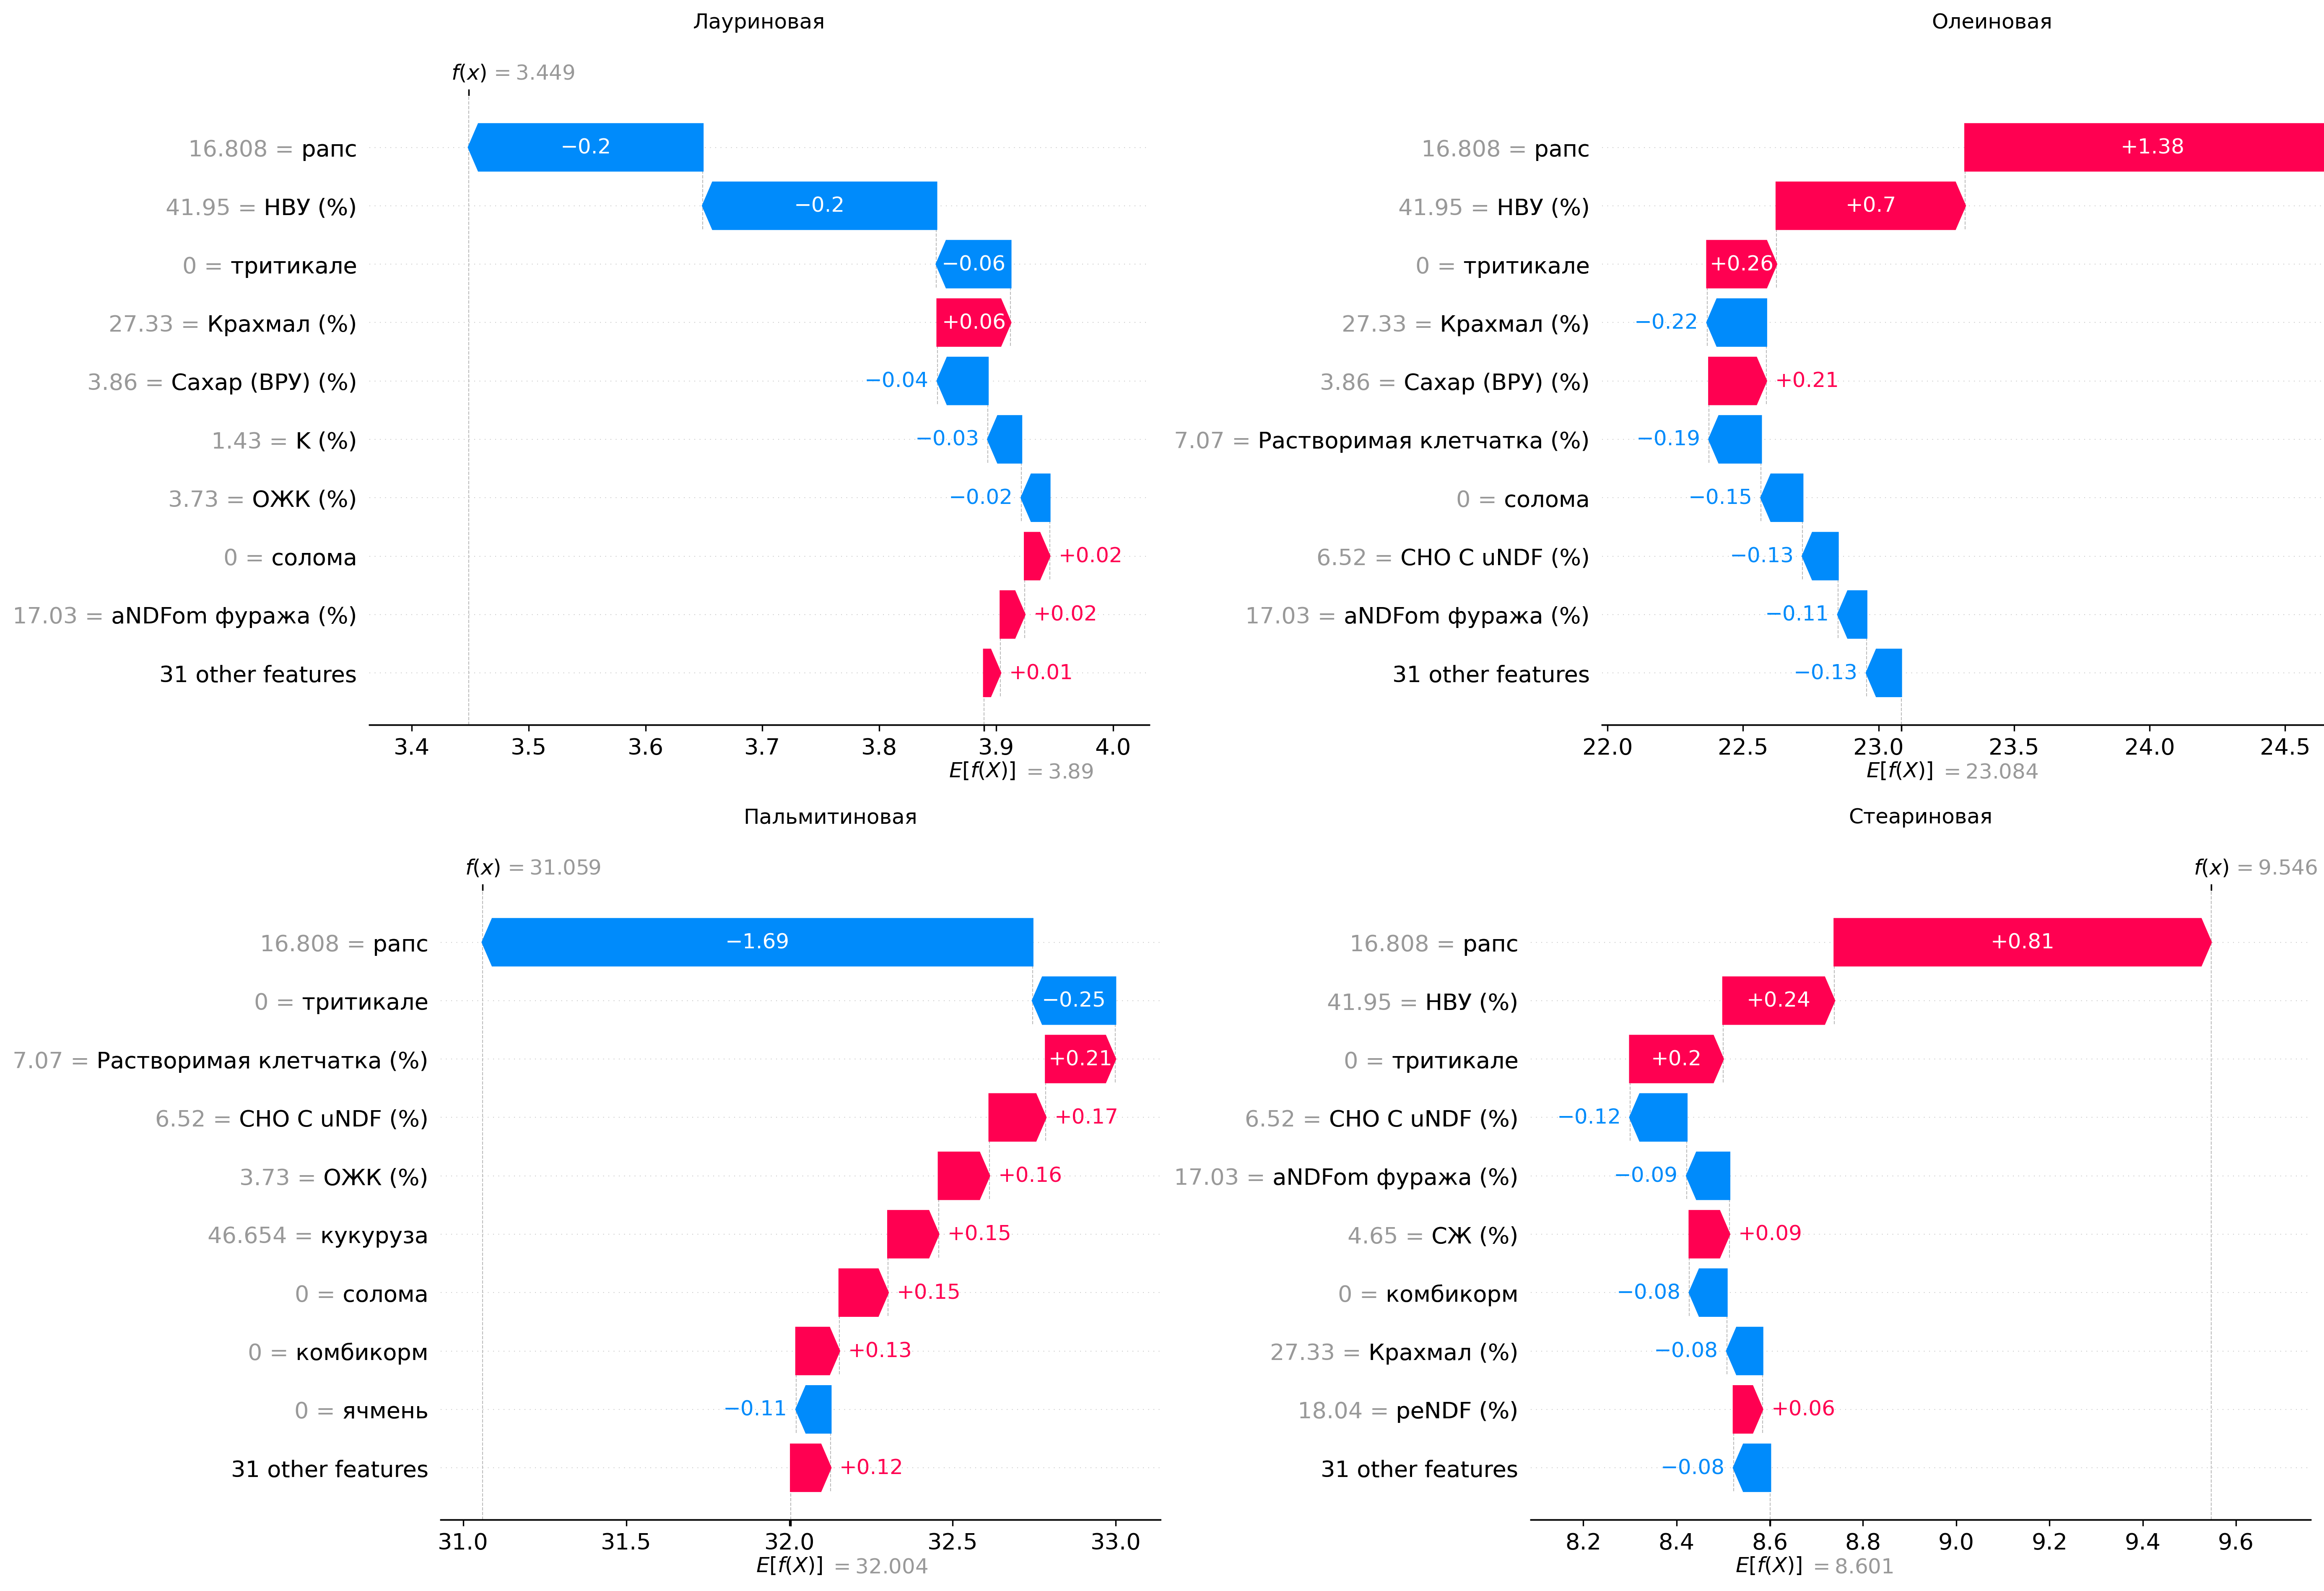 Лауриновая
f(x) = 3.449
16.808 = рапс
−0.2
41.95 = НВУ (%)
−0.2
0 = тритикале
−0.06
27.33 = Крахмал (%)
+0.06
3.86 = Сахар (ВРУ) (%)
−0.04
1.43 = K (%)
−0.03
3.73 = ОЖК (%)
−0.02
0 = солома
+0.02
17.03 = aNDFom фуража (%)
+0.02
31 other features
+0.01
3.4 3.5 3.6 3.7 3.8 3.9 4.0
E[f(X)] = 3.89
Олеиновая
16.808 = рапс
+1.38
41.95 = НВУ (%)
+0.7
0 = тритикале
+0.26
27.33 = Крахмал (%)
−0.22
3.86 = Сахар (ВРУ) (%)
+0.21
7.07 = Растворимая клетчатка (%)
−0.19
0 = солома
−0.15
6.52 = CHO C uNDF (%)
−0.13
17.03 = aNDFom фуража (%)
−0.11
31 other features
−0.13
22.0 22.5 23.0 23.5 24.0 24.5
E[f(X)] = 23.084
Пальмитиновая
f(x) = 31.059
16.808 = рапс
−1.69
0 = тритикале
−0.25
7.07 = Растворимая клетчатка (%)
+0.21
6.52 = CHO C uNDF (%)
+0.17
3.73 = ОЖК (%)
+0.16
46.654 = кукуруза
+0.15
0 = солома
+0.15
0 = комбикорм
+0.13
0 = ячмень
−0.11
31 other features
+0.12
31.0 31.5 32.0 32.5 33.0
E[f(X)] = 32.004
Стеариновая
f(x) = 9.546
16.808 = рапс
+0.81
41.95 = НВУ (%)
+0.24
0 = тритикале
+0.2
6.52 = CHO C uNDF (%)
−0.12
17.03 = aNDFom фуража (%)
−0.09
4.65 = СЖ (%)
+0.09
0 = комбикорм
−0.08
27.33 = Крахмал (%)
−0.08
18.04 = peNDF (%)
+0.06
31 other features
−0.08
8.2 8.4 8.6 8.8 9.0 9.2 9.4 9.6
E[f(X)] = 8.601